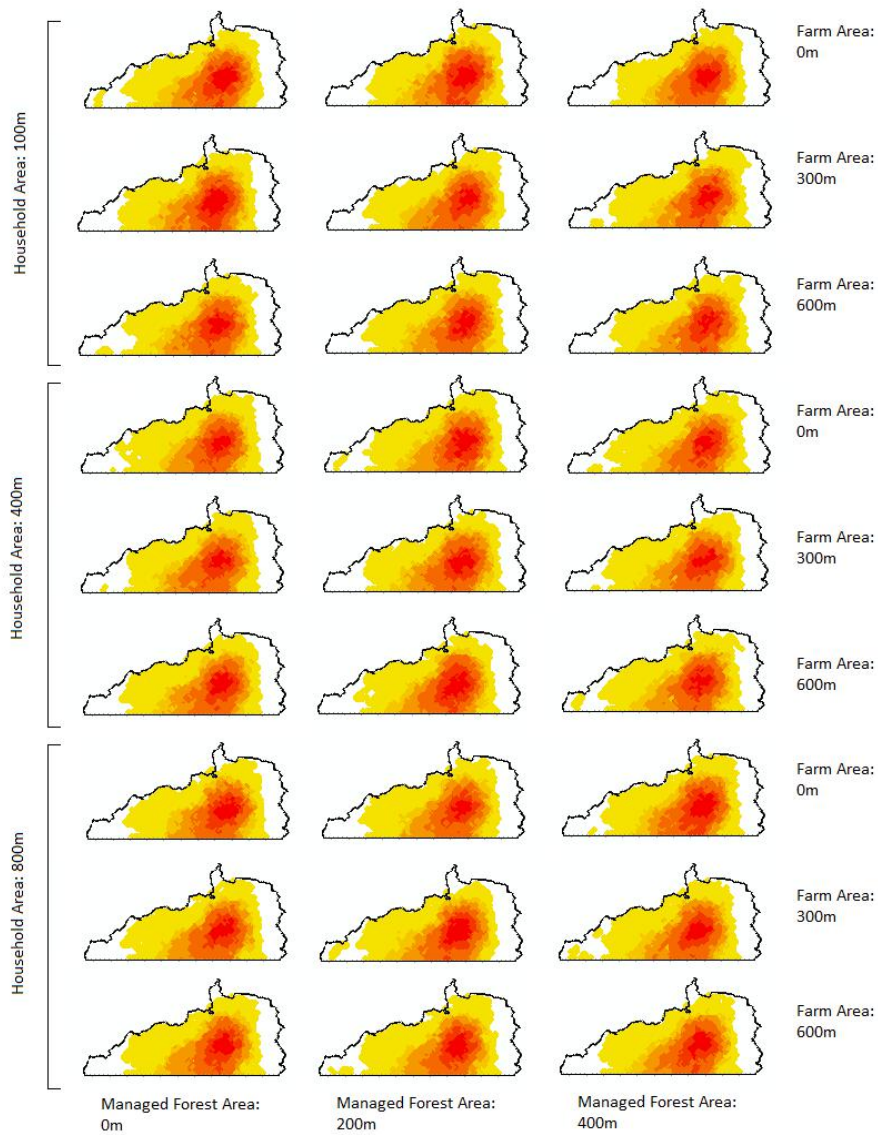 Household Area: 100m
Farm Area:
0m
Farm Area:
300m
Farm Area:
600m
Household Area: 400m
Farm Area:
0m
Farm Area:
300m
Farm Area:
600m
Household Area: 800m
Farm Area:
0m
Farm Area:
300m
Farm Area:
600m
Managed Forest Area:
0m
Managed Forest Area:
200m
Managed Forest Area:
400m